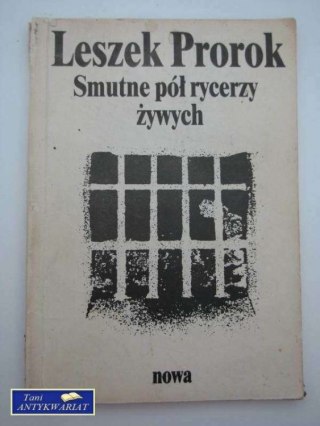 Leszek Prorok
Smutne pół rycerzy
żywych
nowa
Tani
ANTYKWARIAT